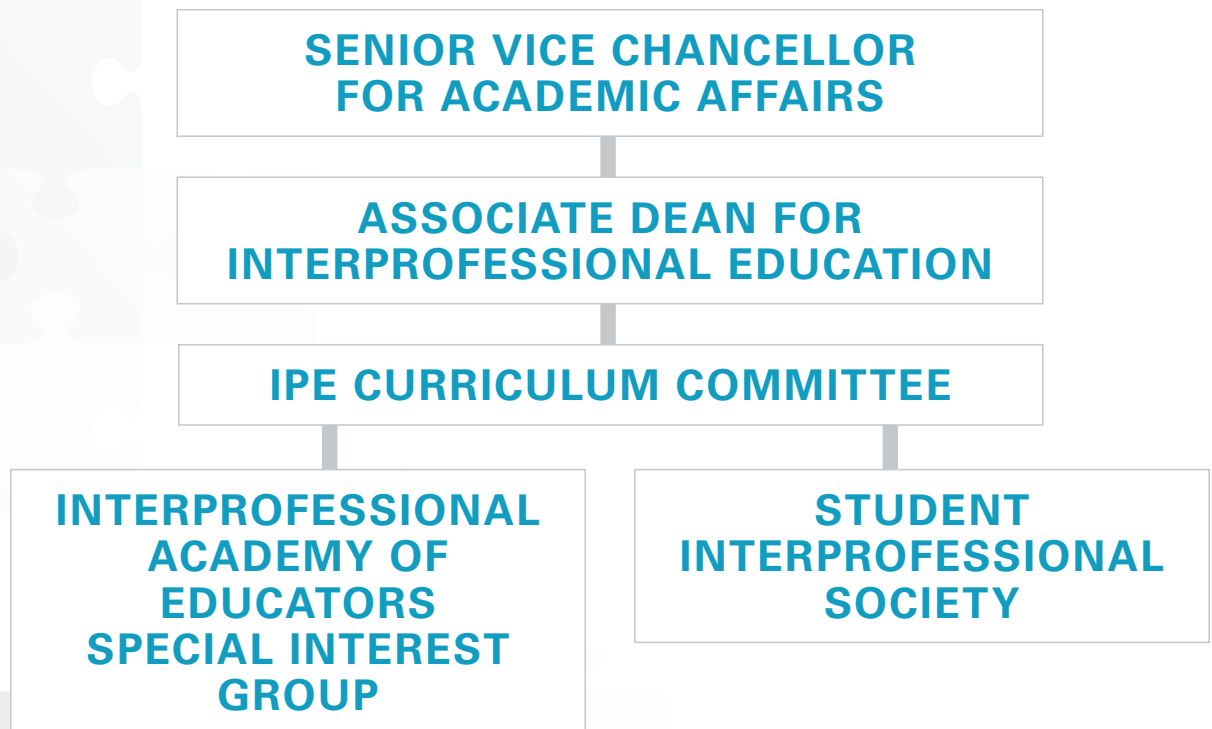 SENIOR VICE CHANCELLOR
FOR ACADEMIC AFFAIRS
ASSOCIATE DEAN FOR
INTERPROFESSIONAL EDUCATION
IPE CURRICULUM COMMITTEE
INTERPROFESSIONAL
ACADEMY OF
EDUCATORS
SPECIAL INTEREST
GROUP
STUDENT
INTERPROFESSIONAL
SOCIETY